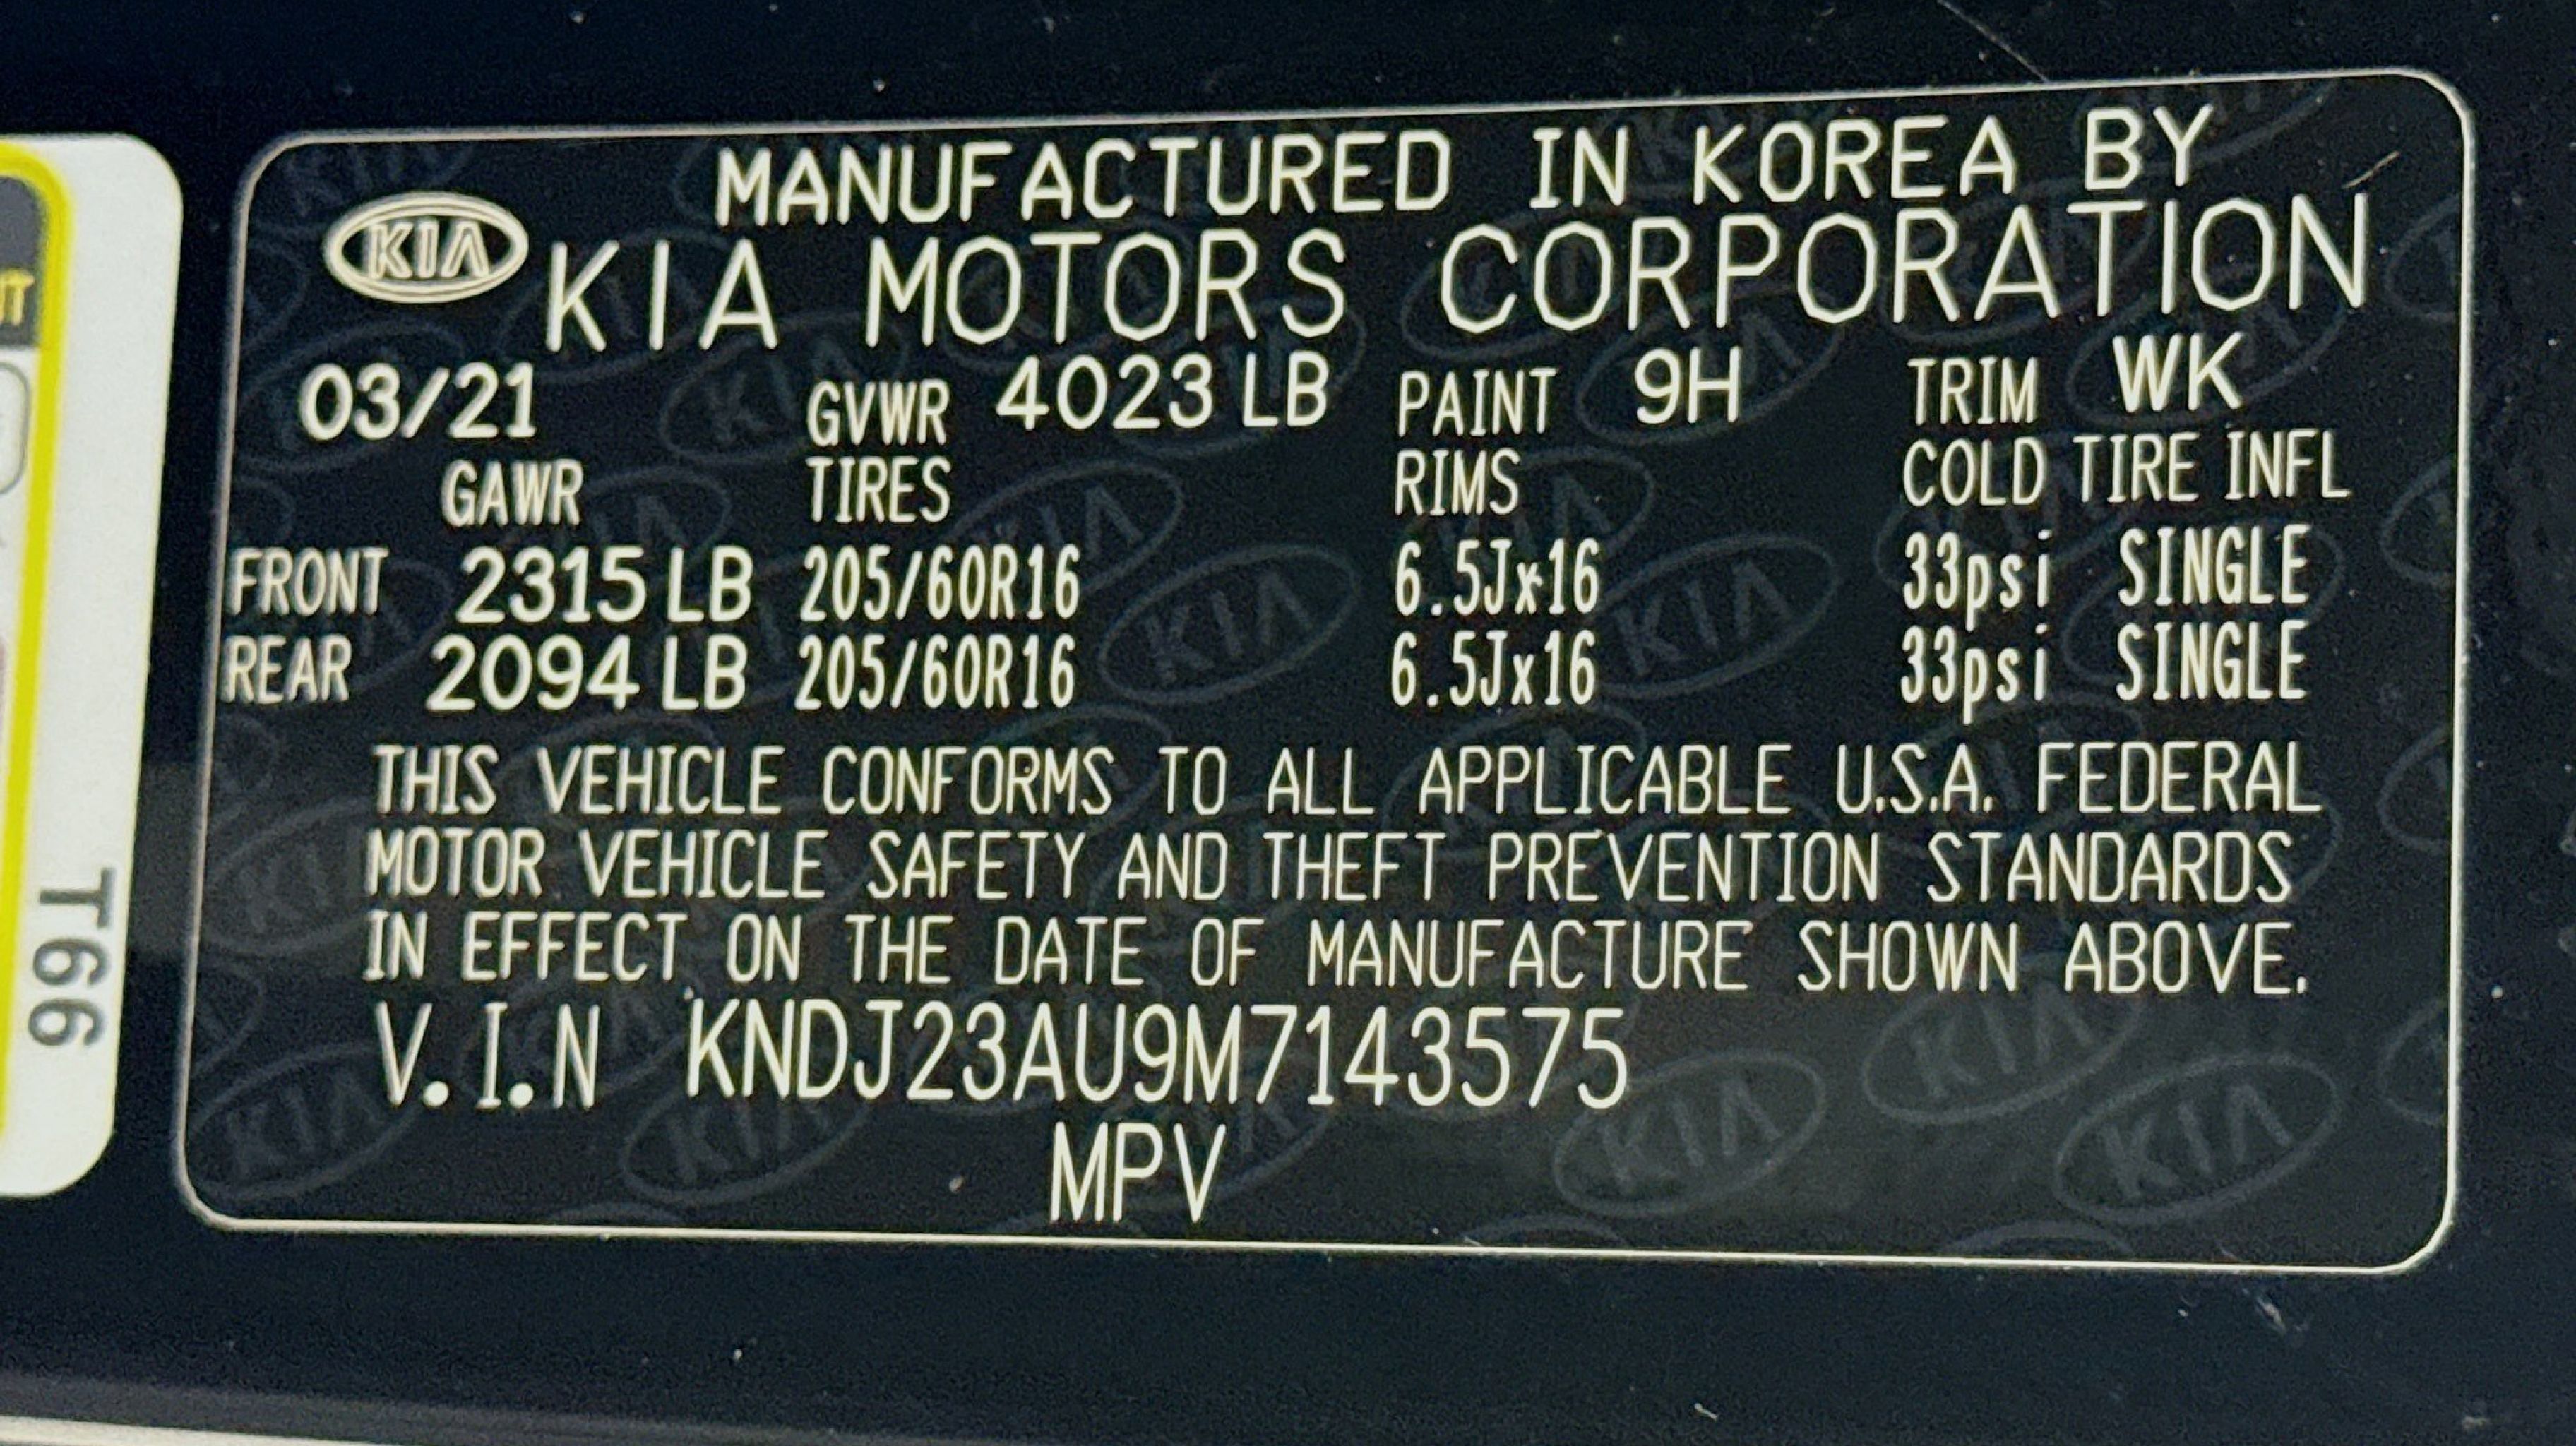 MANUFACTURED IN KOREA BY
KIA KIA MOTORS CORPORATION
03/21 GVWR 4023 LB PAINT 9H TRIM WK
GAWR TIRES RIMS COLD TIRE INFL
FRONT 2315 LB 205/60R16 6.5Jx16 33psi SINGLE
REAR 2094 LB 205/60R16 6.5Jx16 33psi SINGLE
THIS VEHICLE CONFORMS TO ALL APPLICABLE U.S.A. FEDERAL
MOTOR VEHICLE SAFETY AND THEFT PREVENTION STANDARDS
IN EFFECT ON THE DATE OF MANUFACTURE SHOWN ABOVE.
V.I.N KNDJ23AU9M7143575
MPV
T66